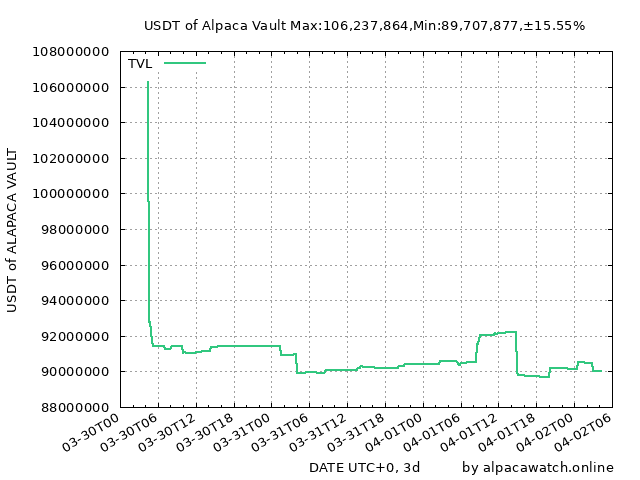 USDT of Alpaca Vault Max:106,237,864,Min:89,707,877,±15.55%
TVL
108000000
106000000
104000000
102000000
100000000
98000000
96000000
94000000
92000000
90000000
88000000
USDT of ALAPACA VAULT
03-30T00
03-30T06
03-30T12
03-30T18
03-31T00
03-31T06
03-31T12
03-31T18
04-01T00
04-01T06
04-01T12
04-01T18
04-02T00
04-02T06
DATE UTC+0, 3d
by alpacawatch.online